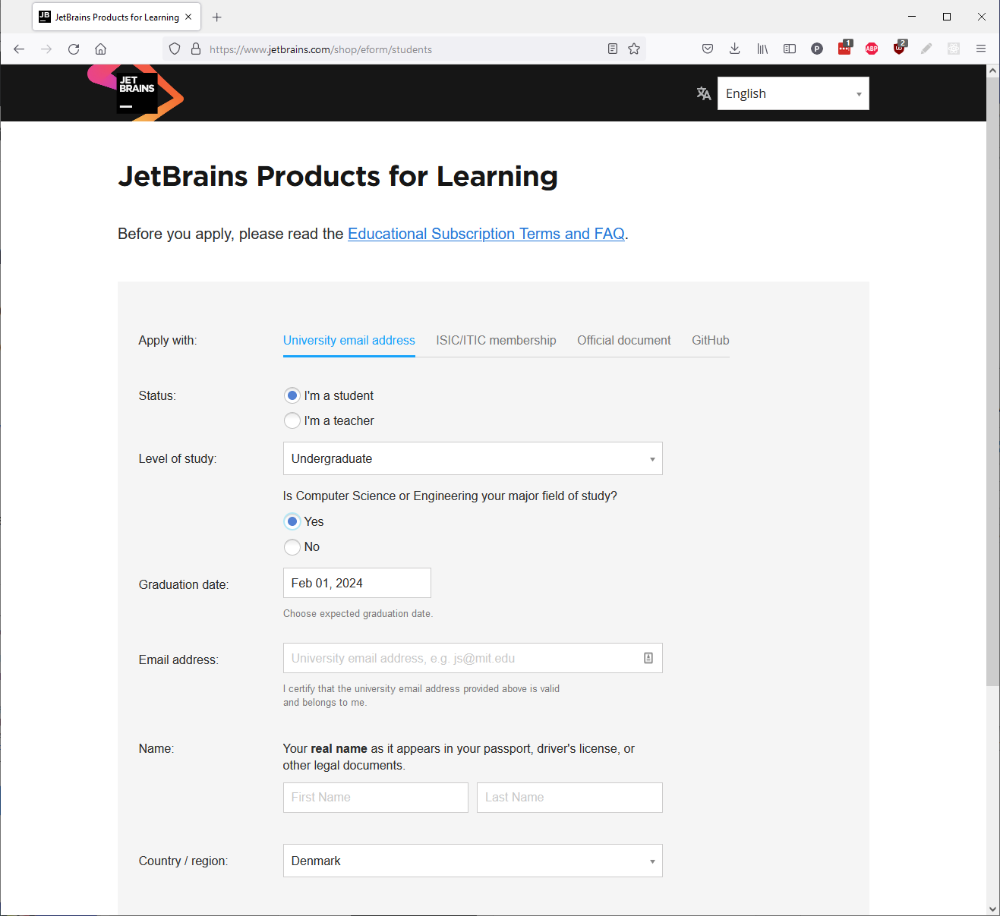 JetBrains Products for Learning
https://www.jetbrains.com/shop/eform/students
P
1
ABP
2
JET
BRAINS
English
JetBrains Products for Learning
Before you apply, please read the Educational Subscription Terms and FAQ.
Apply with:
University email address
ISIC/ITIC membership
Official document
GitHub
Status:
I'm a student
I'm a teacher
Level of study:
Undergraduate
Is Computer Science or Engineering your major field of study?
Yes
No
Graduation date:
Feb 01, 2024
Choose expected graduation date.
Email address:
University email address, e.g. js@mit.edu
I certify that the university email address provided above is valid
and belongs to me.
Name:
Your real name as it appears in your passport, driver's license, or
other legal documents.
First Name
Last Name
Country / region:
Denmark